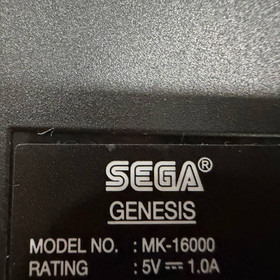 SEGA®
GENESIS
MODEL NO. : MK-16000
RATING : 5V⎓ 1.0A